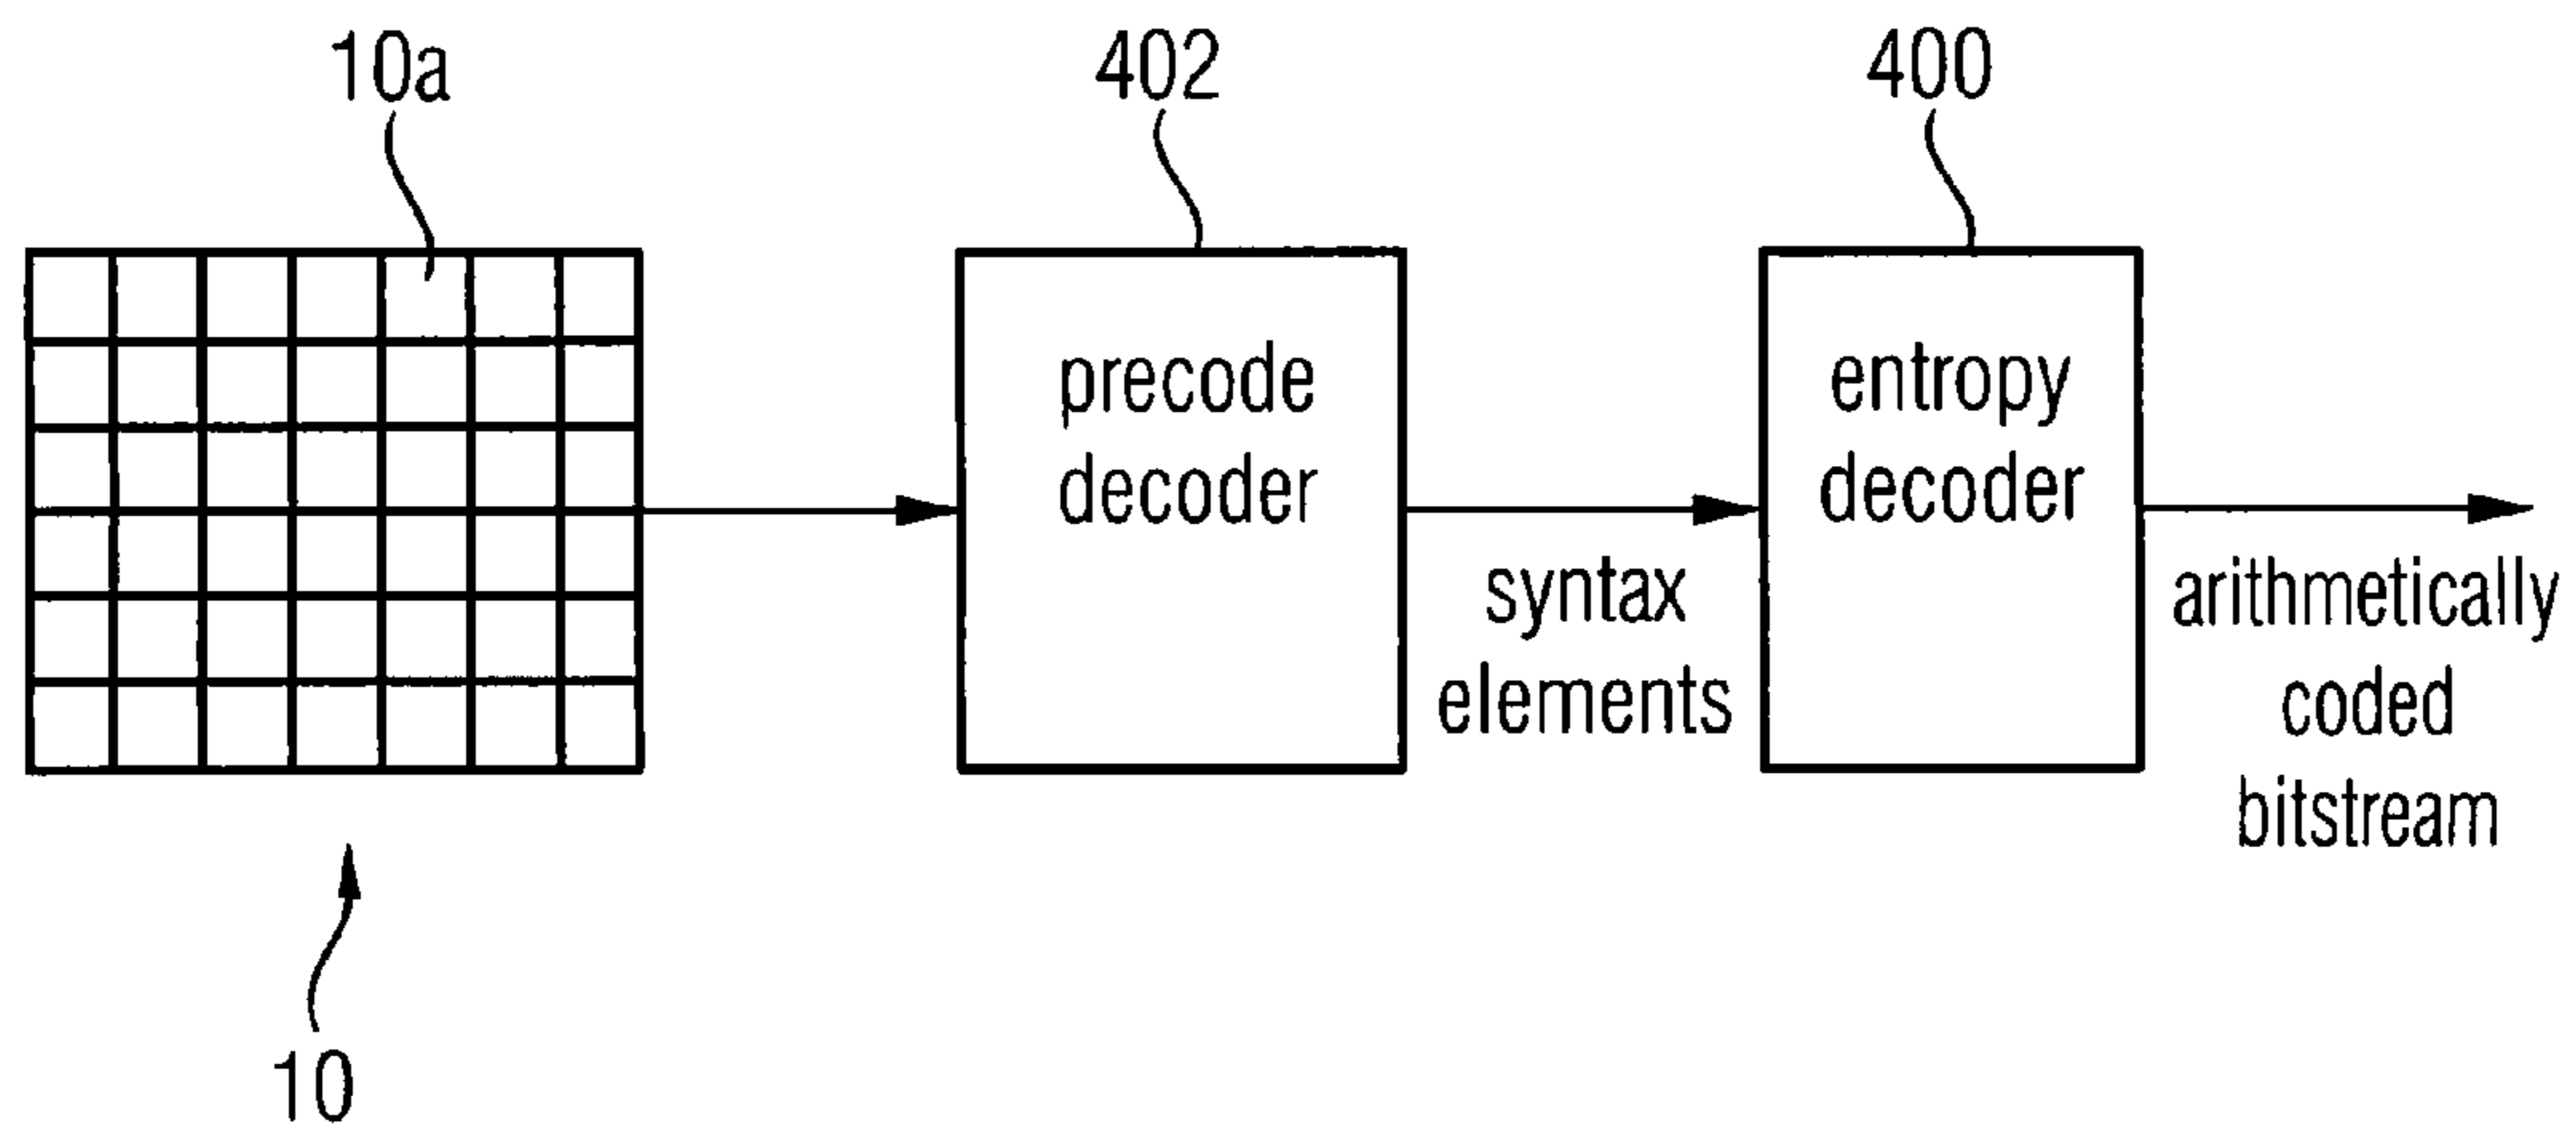 10a
402
400
precode
decoder
entropy
decoder
syntax
elements
arithmetically
coded
bitstream
10